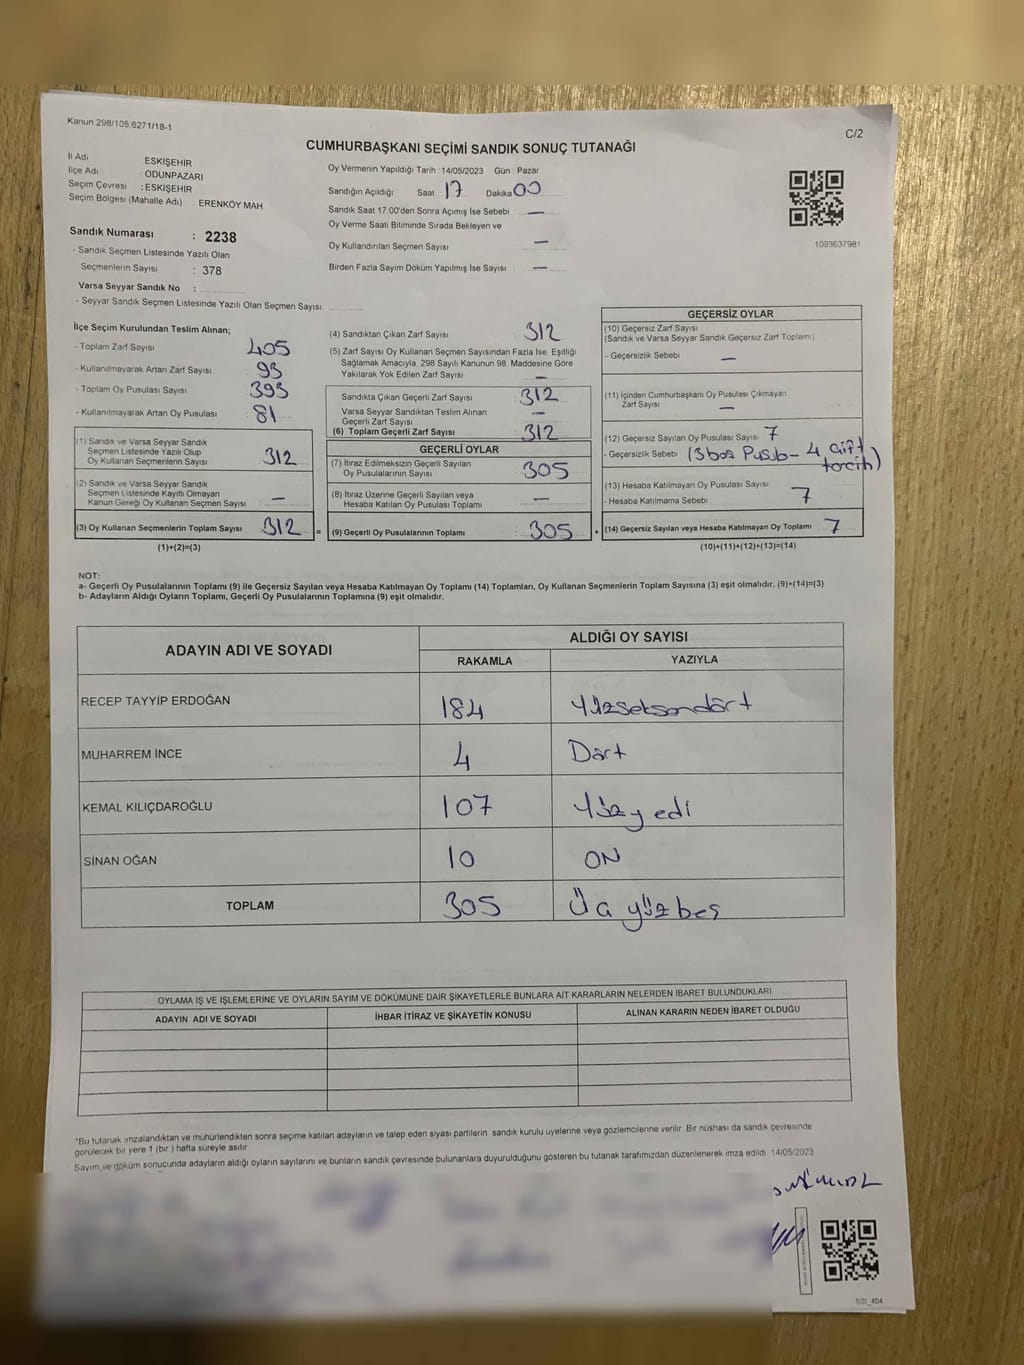 Kanun 298/105;6271/18-1
C/2
CUMHURBAŞKANI SEÇİMİ SANDIK SONUÇ TUTANAĞI
İl Adı ESKİŞEHİR
İlçe Adı : ODUNPAZARI
Seçim Çevresi : ESKİŞEHİR
Seçim Bölgesi (Mahalle Adı) : ERENKÖY MAH
Sandık Numarası : 2238
- Sandık Seçmen Listesinde Yazılı Olan
Seçmenlerin Sayısı : 378
Varsa Seyyar Sandık No :
- Seyyar Sandık Seçmen Listesinde Yazılı Olan Seçmen Sayısı
Oy Vermenin Yapıldığı Tarih : 14/05/2023 Gün : Pazar
Sandığın Açıldığı Saat 17 Dakika 00
Sandık Saat 17:00'den Sonra Açımış İse Sebebi : —
Oy Verme Saati Bitiminde Sırada Bekleyen ve
Oy Kullandırılan Seçmen Sayısı —
Birden Fazla Sayım Döküm Yapılmış İse Sayısı : —
1093637981
İlçe Seçim Kurulundan Teslim Alınan;
- Toplam Zarf Sayısı 405
- Kullanılmayarak Artan Zarf Sayısı 93
- Toplam Oy Pusulası Sayısı 393
- Kullanılmayarak Artan Oy Pusulası 81
(1) Sandık ve Varsa Seyyar Sandık
Seçmen Listesinde Yazılı Olup
Oy Kullanan Seçmenlerin Sayısı 312
(2) Sandık ve Varsa Seyyar Sandık
Seçmen Listesinde Kayıtlı Olmayan
Kanun Gereği Oy Kullanan Seçmen Sayısı —
(3) Oy Kullanan Seçmenlerin Toplam Sayısı 312 =
(1)+(2)=(3)
(4) Sandıktan Çıkan Zarf Sayısı 312
(5) Zarf Sayısı Oy Kullanan Seçmen Sayısından Fazla İse, Eşitliği
Sağlamak Amacıyla; 298 Sayılı Kanunun 98. Maddesine Göre
Yakılarak Yok Edilen Zarf Sayısı —
Sandıkta Çıkan Geçerli Zarf Sayısı 312
Varsa Seyyar Sandıktan Teslim Alınan
Geçerli Zarf Sayısı —
(6) Toplam Geçerli Zarf Sayısı 312
GEÇERLİ OYLAR
(7) İtiraz Edilmeksizin Geçerli Sayılan
Oy Pusulalarının Sayısı 305
(8) İtiraz Üzerine Geçerli Sayılan veya
Hesaba Katılan Oy Pusulası Toplamı —
(9) Geçerli Oy Pusulalarının Toplamı : 305 +
GEÇERSİZ OYLAR
(10) Geçersiz Zarf Sayısı
(Sandık ve Varsa Seyyar Sandık Geçersiz Zarf Toplamı)
- Geçersizlik Sebebi —
(11) İçinden Cumhurbaşkanı Oy Pusulası Çıkmayan
Zarf Sayısı —
(12) Geçersiz Sayılan Oy Pusulası Sayısı 7
- Geçersizlik Sebebi (3 boş Pusb - 4 çift
tercih)
(13) Hesaba Katılmayan Oy Pusulası Sayısı
- Hesaba Katılmama Sebebi 7
(14) Geçersiz Sayılan veya Hesaba Katılmayan Oy Toplamı 7
(10)+(11)+(12)+(13)=(14)
NOT:
a- Geçerli Oy Pusulalarının Toplamı (9) ile Geçersiz Sayılan veya Hesaba Katılmayan Oy Toplamı (14) Toplamları, Oy Kullanan Seçmenlerin Toplam Sayısına (3) eşit olmalıdır. (9)+(14)=(3)
b- Adayların Aldığı Oyların Toplamı, Geçerli Oy Pusulalarının Toplamına (9) eşit olmalıdır.
ADAYIN ADI VE SOYADI
ALDIĞI OY SAYISI
RAKAMLA YAZIYLA
RECEP TAYYİP ERDOĞAN 184 Yüzseksendört
MUHARREM İNCE 4 Dört
KEMAL KILIÇDAROĞLU 107 Yüzyedi
SİNAN OĞAN 10 ON
TOPLAM 305 Üç yüz beş
OYLAMA İŞ VE İŞLEMLERİNE VE OYLARIN SAYIM VE DÖKÜMÜNE DAİR ŞİKAYETLERLE BUNLARA AİT KARARLARIN NELERDEN İBARET BULUNDUKLARI
ADAYIN ADI VE SOYADI
İHBAR İTİRAZ VE ŞİKAYETİN KONUSU
ALINAN KARARIN NEDEN İBARET OLDUĞU
*Bu tutanak imzalandıktan ve mühürlendikten sonra seçime katılan adayların ve talep eden siyasi partilerin sandık kurulu üyelerine veya gözlemcilerine verilir. Bir nüshası da sandık çevresinde
görülecek bir yere 1 (bir ) hafta süreyle asılır.
Sayım,ve döküm sonucunda adayların aldığı oyların sayılarını ve bunların sandık çevresinde bulunanlara duyurulduğunu gösteren bu tutanak tarafımızdan düzenlenerek imza edildi. 14/05/2023